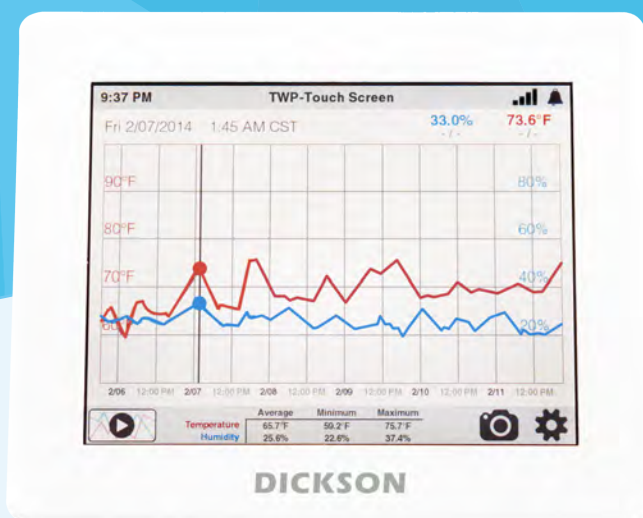 9:37 PM TWP-Touch Screen
Fri 2/07/2014 1:45 AM CST 33.0% 73.6°F
- / - - / -
90°F 80%
80°F 60%
70°F 40%
60 20%
2/06 12:00 PM 2/07 12:00 PM 2/08 12:00 PM 2/09 12:00 PM 2/10 12:00 PM 2/11 12:00 PM
Average Minimum Maximum
Temperature 65.7°F 59.2°F 75.7°F
Humidity 25.6% 22.6% 37.4%
DICKSON